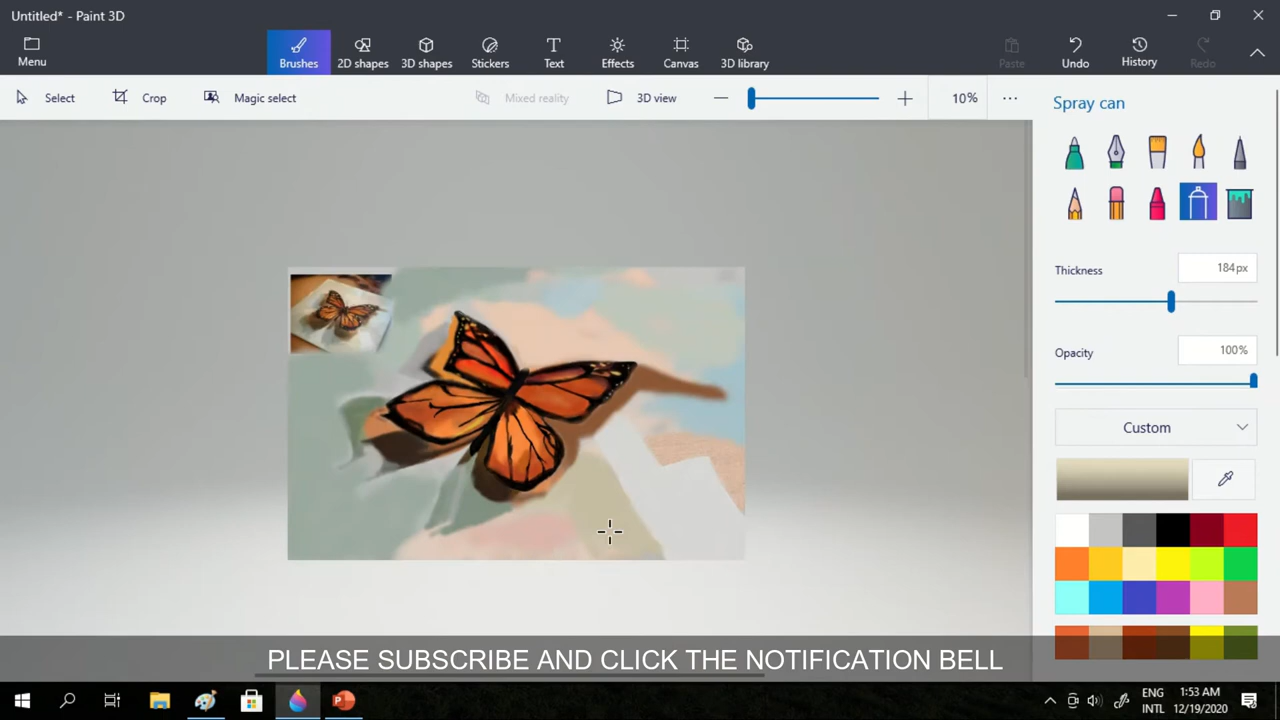 Untitled* - Paint 3D
Menu
Brushes
2D shapes
3D shapes
Stickers
Text
Effects
Canvas
3D library
Paste
Undo
History
Redo
Select
Crop
Magic select
Mixed reality
3D view
10%
Spray can
Thickness
184px
Opacity
100%
Custom
PLEASE SUBSCRIBE AND CLICK THE NOTIFICATION BELL
ENG
INTL
1:53 AM
12/19/2020